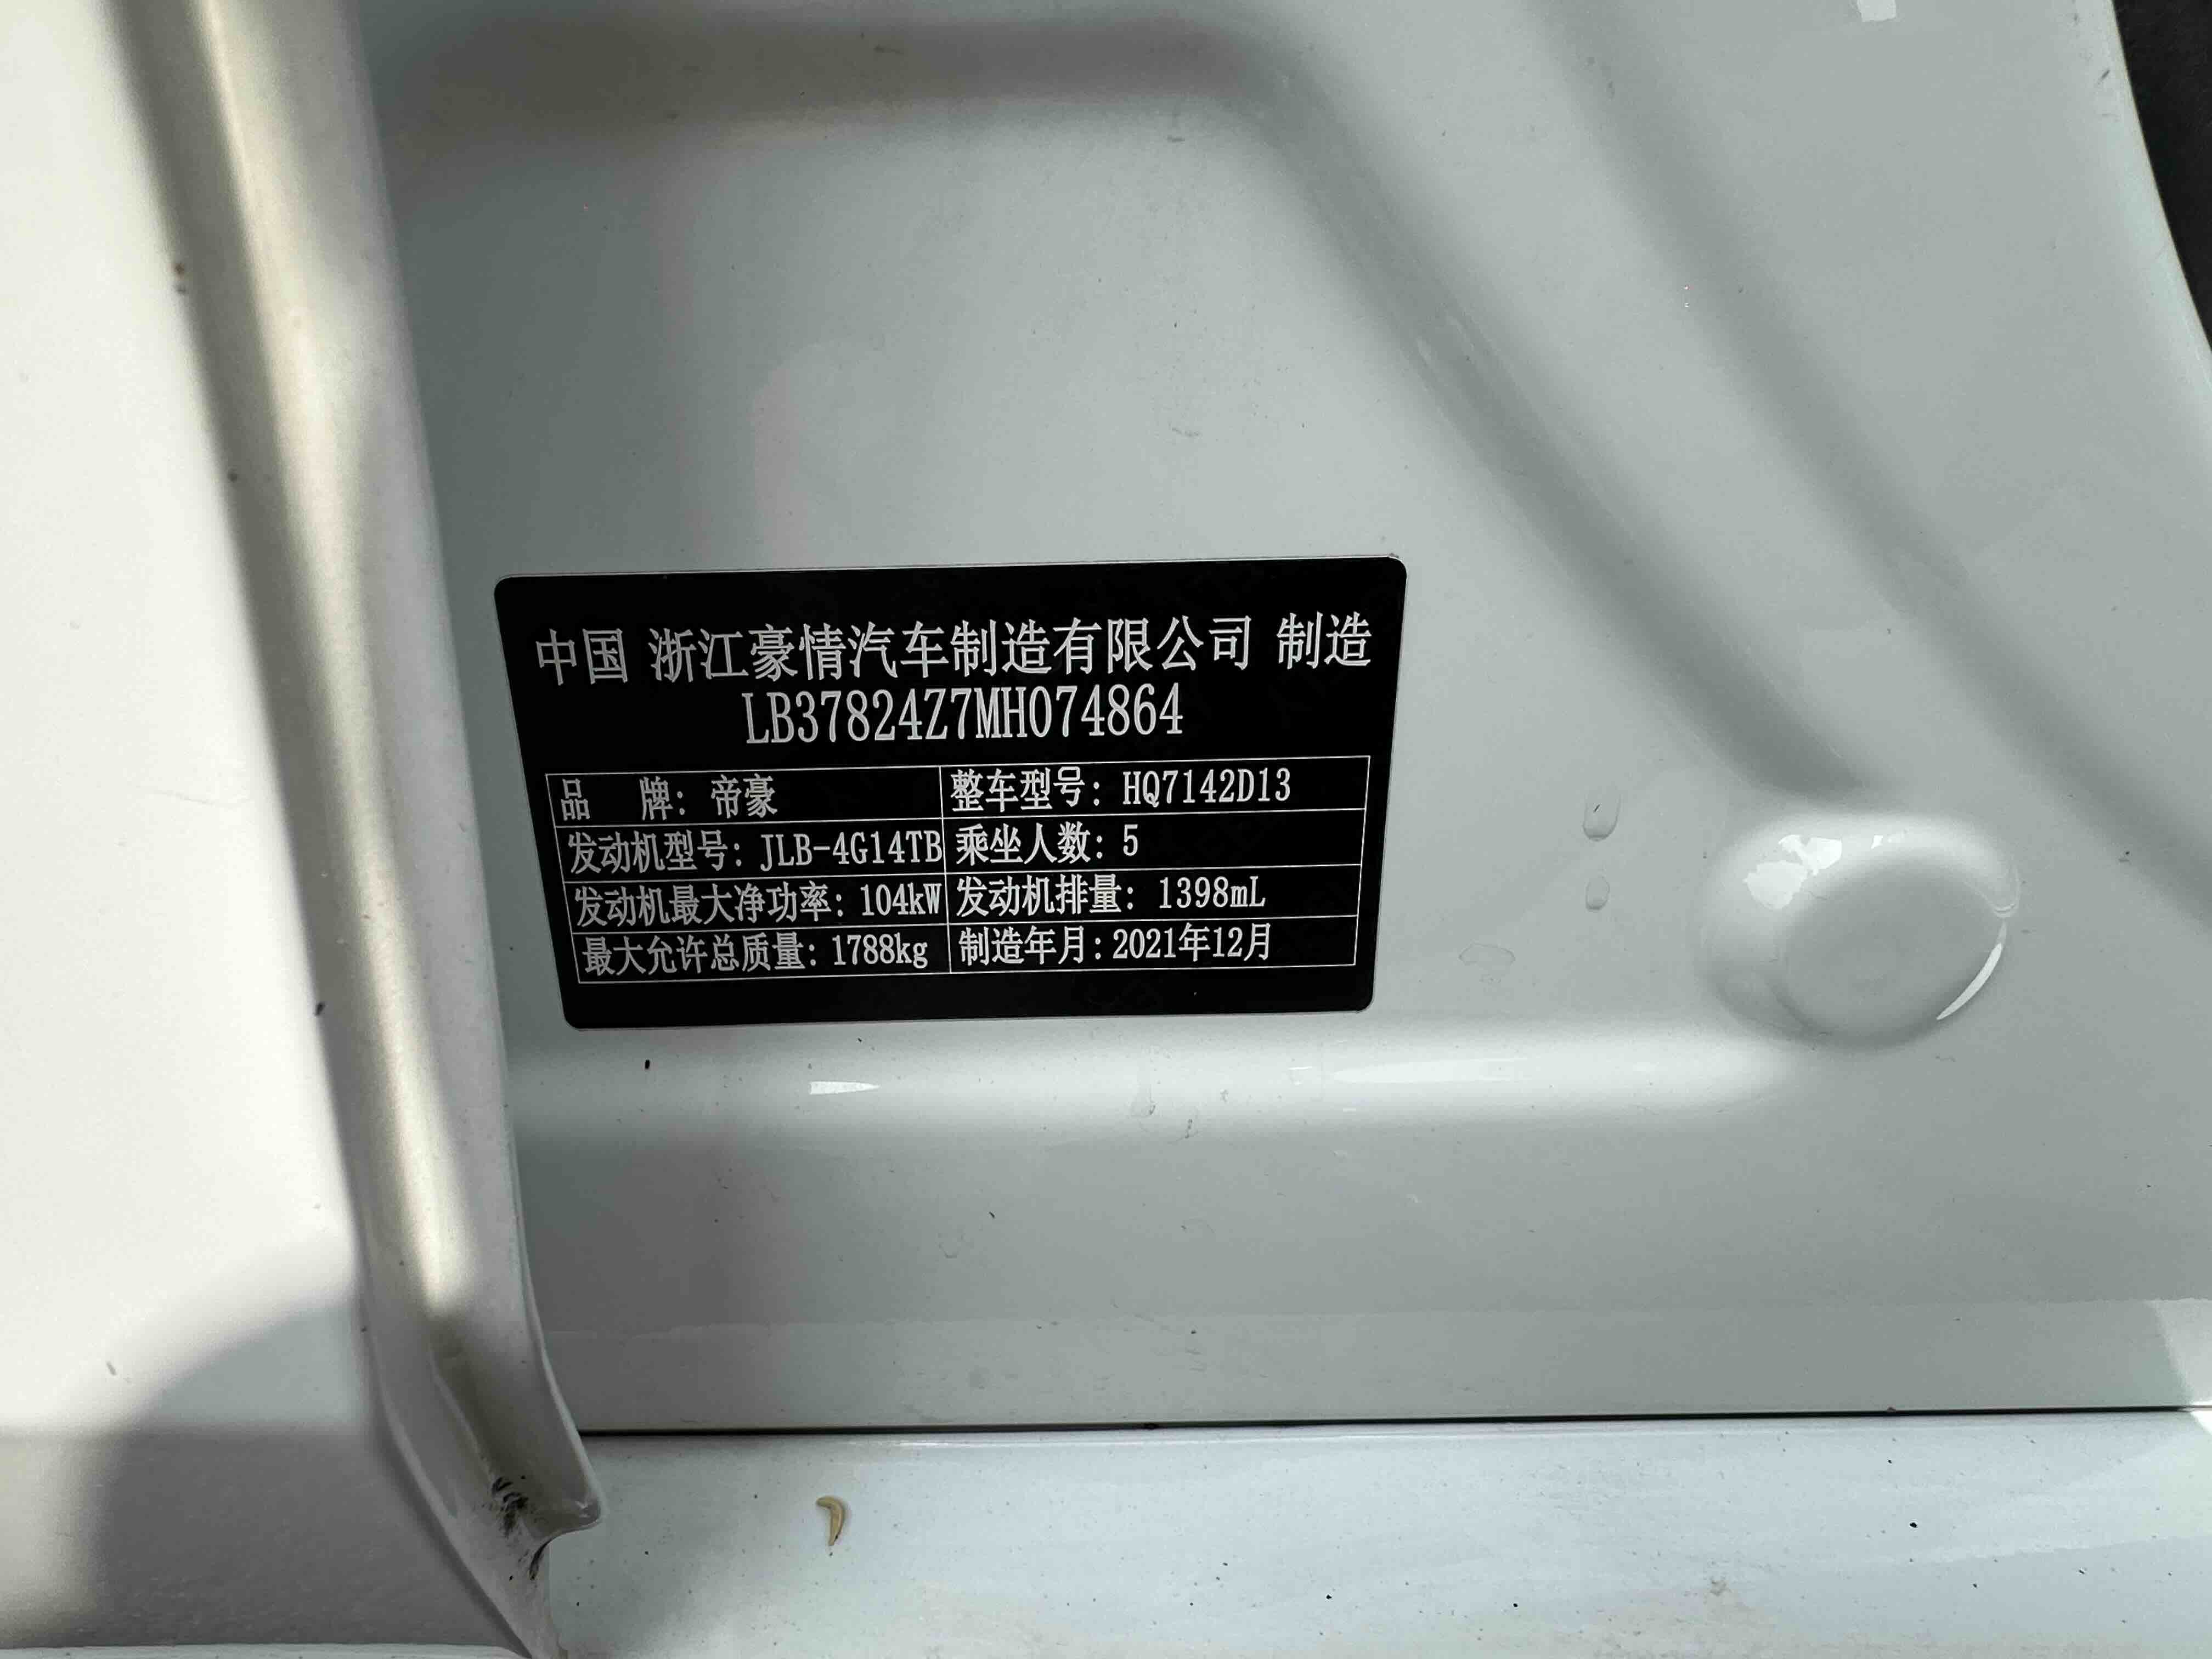 中国 浙江豪情汽车制造有限公司 制造
LB37824Z7MH074864
品 牌: 帝豪 整车型号: HQ7142D13
发动机型号: JLB-4G14TB 乘坐人数: 5
发动机最大净功率: 104kW 发动机排量: 1398mL
最大允许总质量: 1788kg 制造年月: 2021年12月